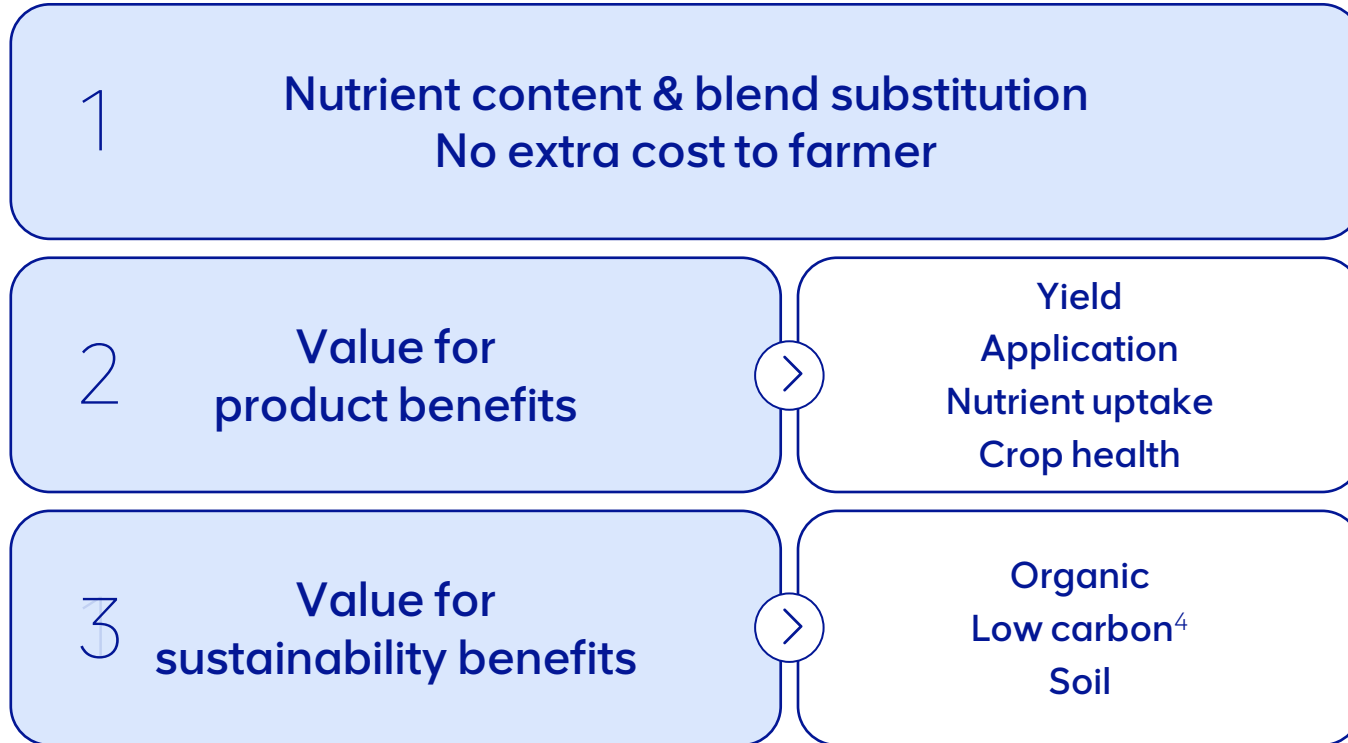 1
Nutrient content & blend substitution
No extra cost to farmer
2
Value for
product benefits
Yield
Application
Nutrient uptake
Crop health
3
Value for
sustainability benefits
Organic
Low carbon⁴
Soil